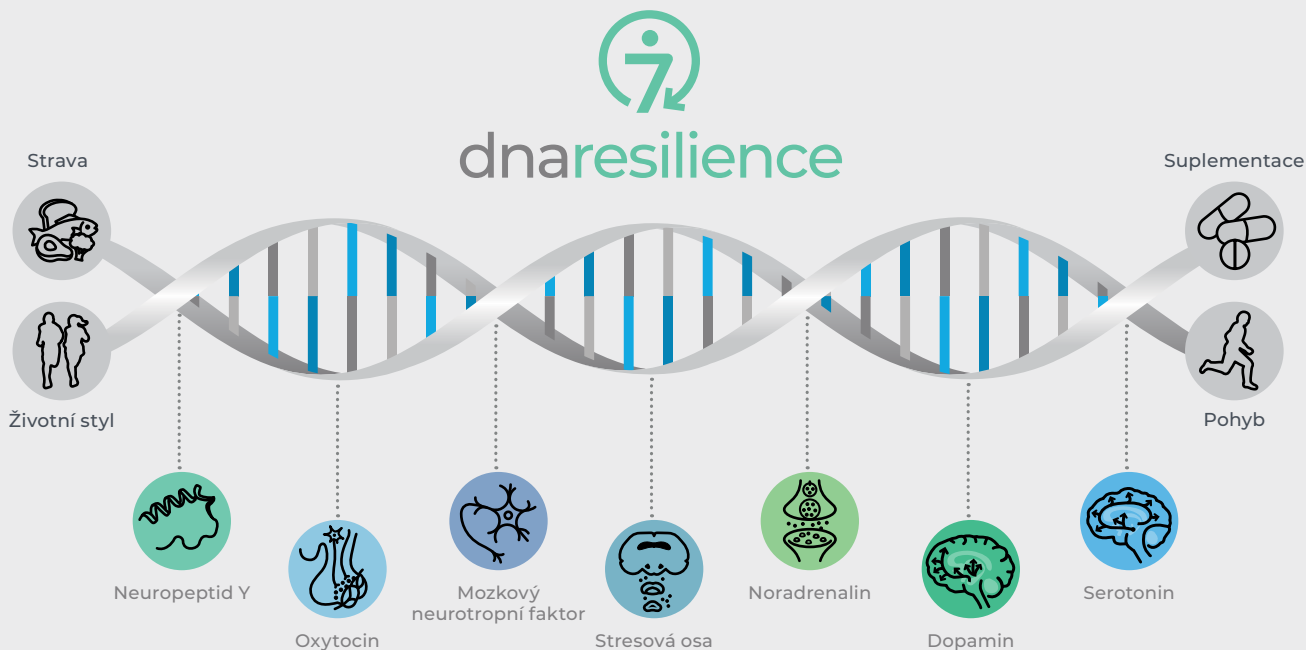 dnaresilience
Strava
Suplementace
Životní styl
Pohyb
Neuropeptid Y
Oxytocin
Mozkový
neurotropní faktor
Stresová osa
Noradrenalin
Dopamin
Serotonin